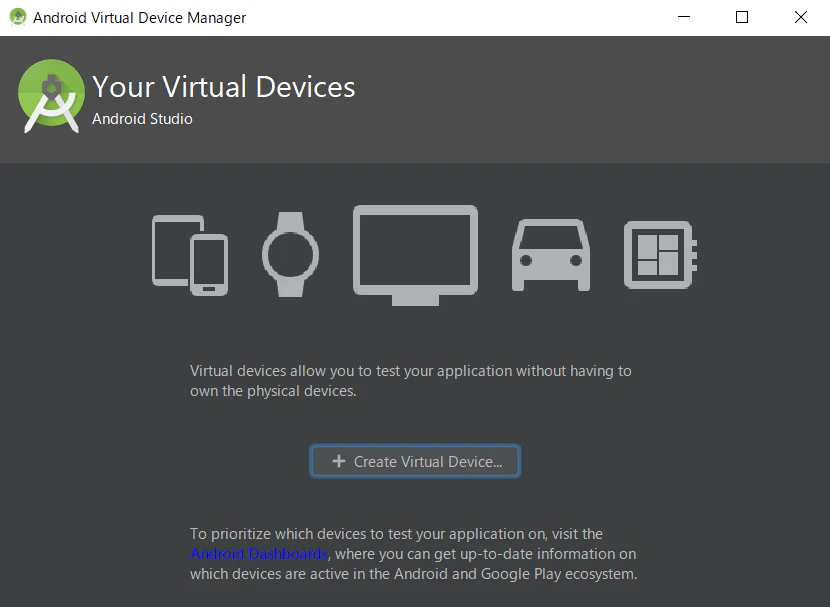 Android Virtual Device Manager
Your Virtual Devices
Android Studio
Virtual devices allow you to test your application without having to
own the physical devices.
Create Virtual Device...
To prioritize which devices to test your application on, visit the
Android Dashboards, where you can get up-to-date information on
which devices are active in the Android and Google Play ecosystem.